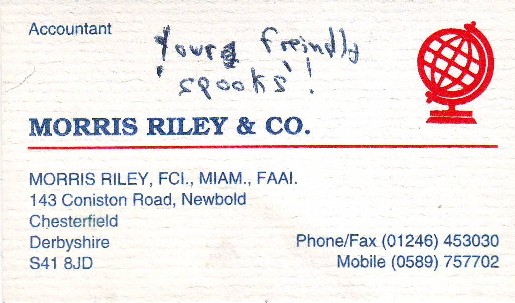 Accountant
Your freindly
'spooks'!
MORRIS RILEY & CO.
MORRIS RILEY, FCI., MIAM., FAAI.
143 Coniston Road, Newbold
Chesterfield
Derbyshire
S41 8JD
Phone/Fax (01246) 453030
Mobile (0589) 757702